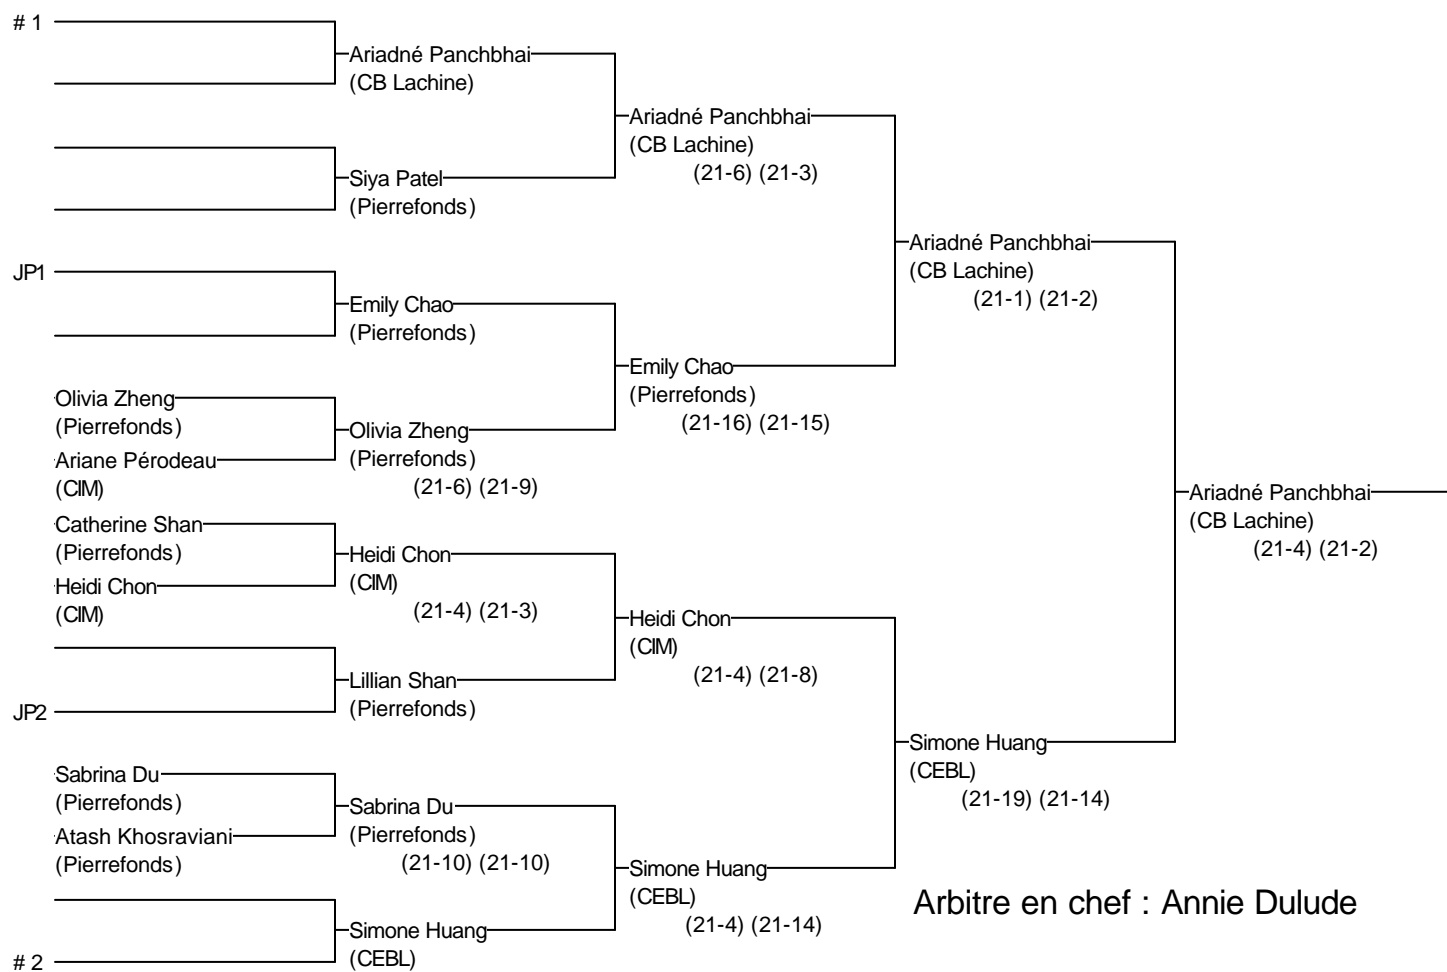 # 1
Ariadné Panchbhai
(CB Lachine)
Ariadné Panchbhai
(CB Lachine)
(21-6) (21-3)
Siya Patel
(Pierrefonds)
Ariadné Panchbhai
(CB Lachine)
(21-1) (21-2)
JP1
Emily Chao
(Pierrefonds)
Emily Chao
(Pierrefonds)
(21-16) (21-15)
Olivia Zheng
(Pierrefonds)
Olivia Zheng
(Pierrefonds)
(21-6) (21-9)
Ariane Pérodeau
(CIM)
Ariadné Panchbhai
(CB Lachine)
(21-4) (21-2)
Catherine Shan
(Pierrefonds)
Heidi Chon
(CIM)
(21-4) (21-3)
Heidi Chon
(CIM)
Heidi Chon
(CIM)
(21-4) (21-8)
Lillian Shan
(Pierrefonds)
JP2
Simone Huang
(CEBL)
(21-19) (21-14)
Sabrina Du
(Pierrefonds)
Sabrina Du
(Pierrefonds)
(21-10) (21-10)
Atash Khosraviani
(Pierrefonds)
Simone Huang
(CEBL)
(21-4) (21-14)
Simone Huang
(CEBL)
# 2
Arbitre en chef : Annie Dulude